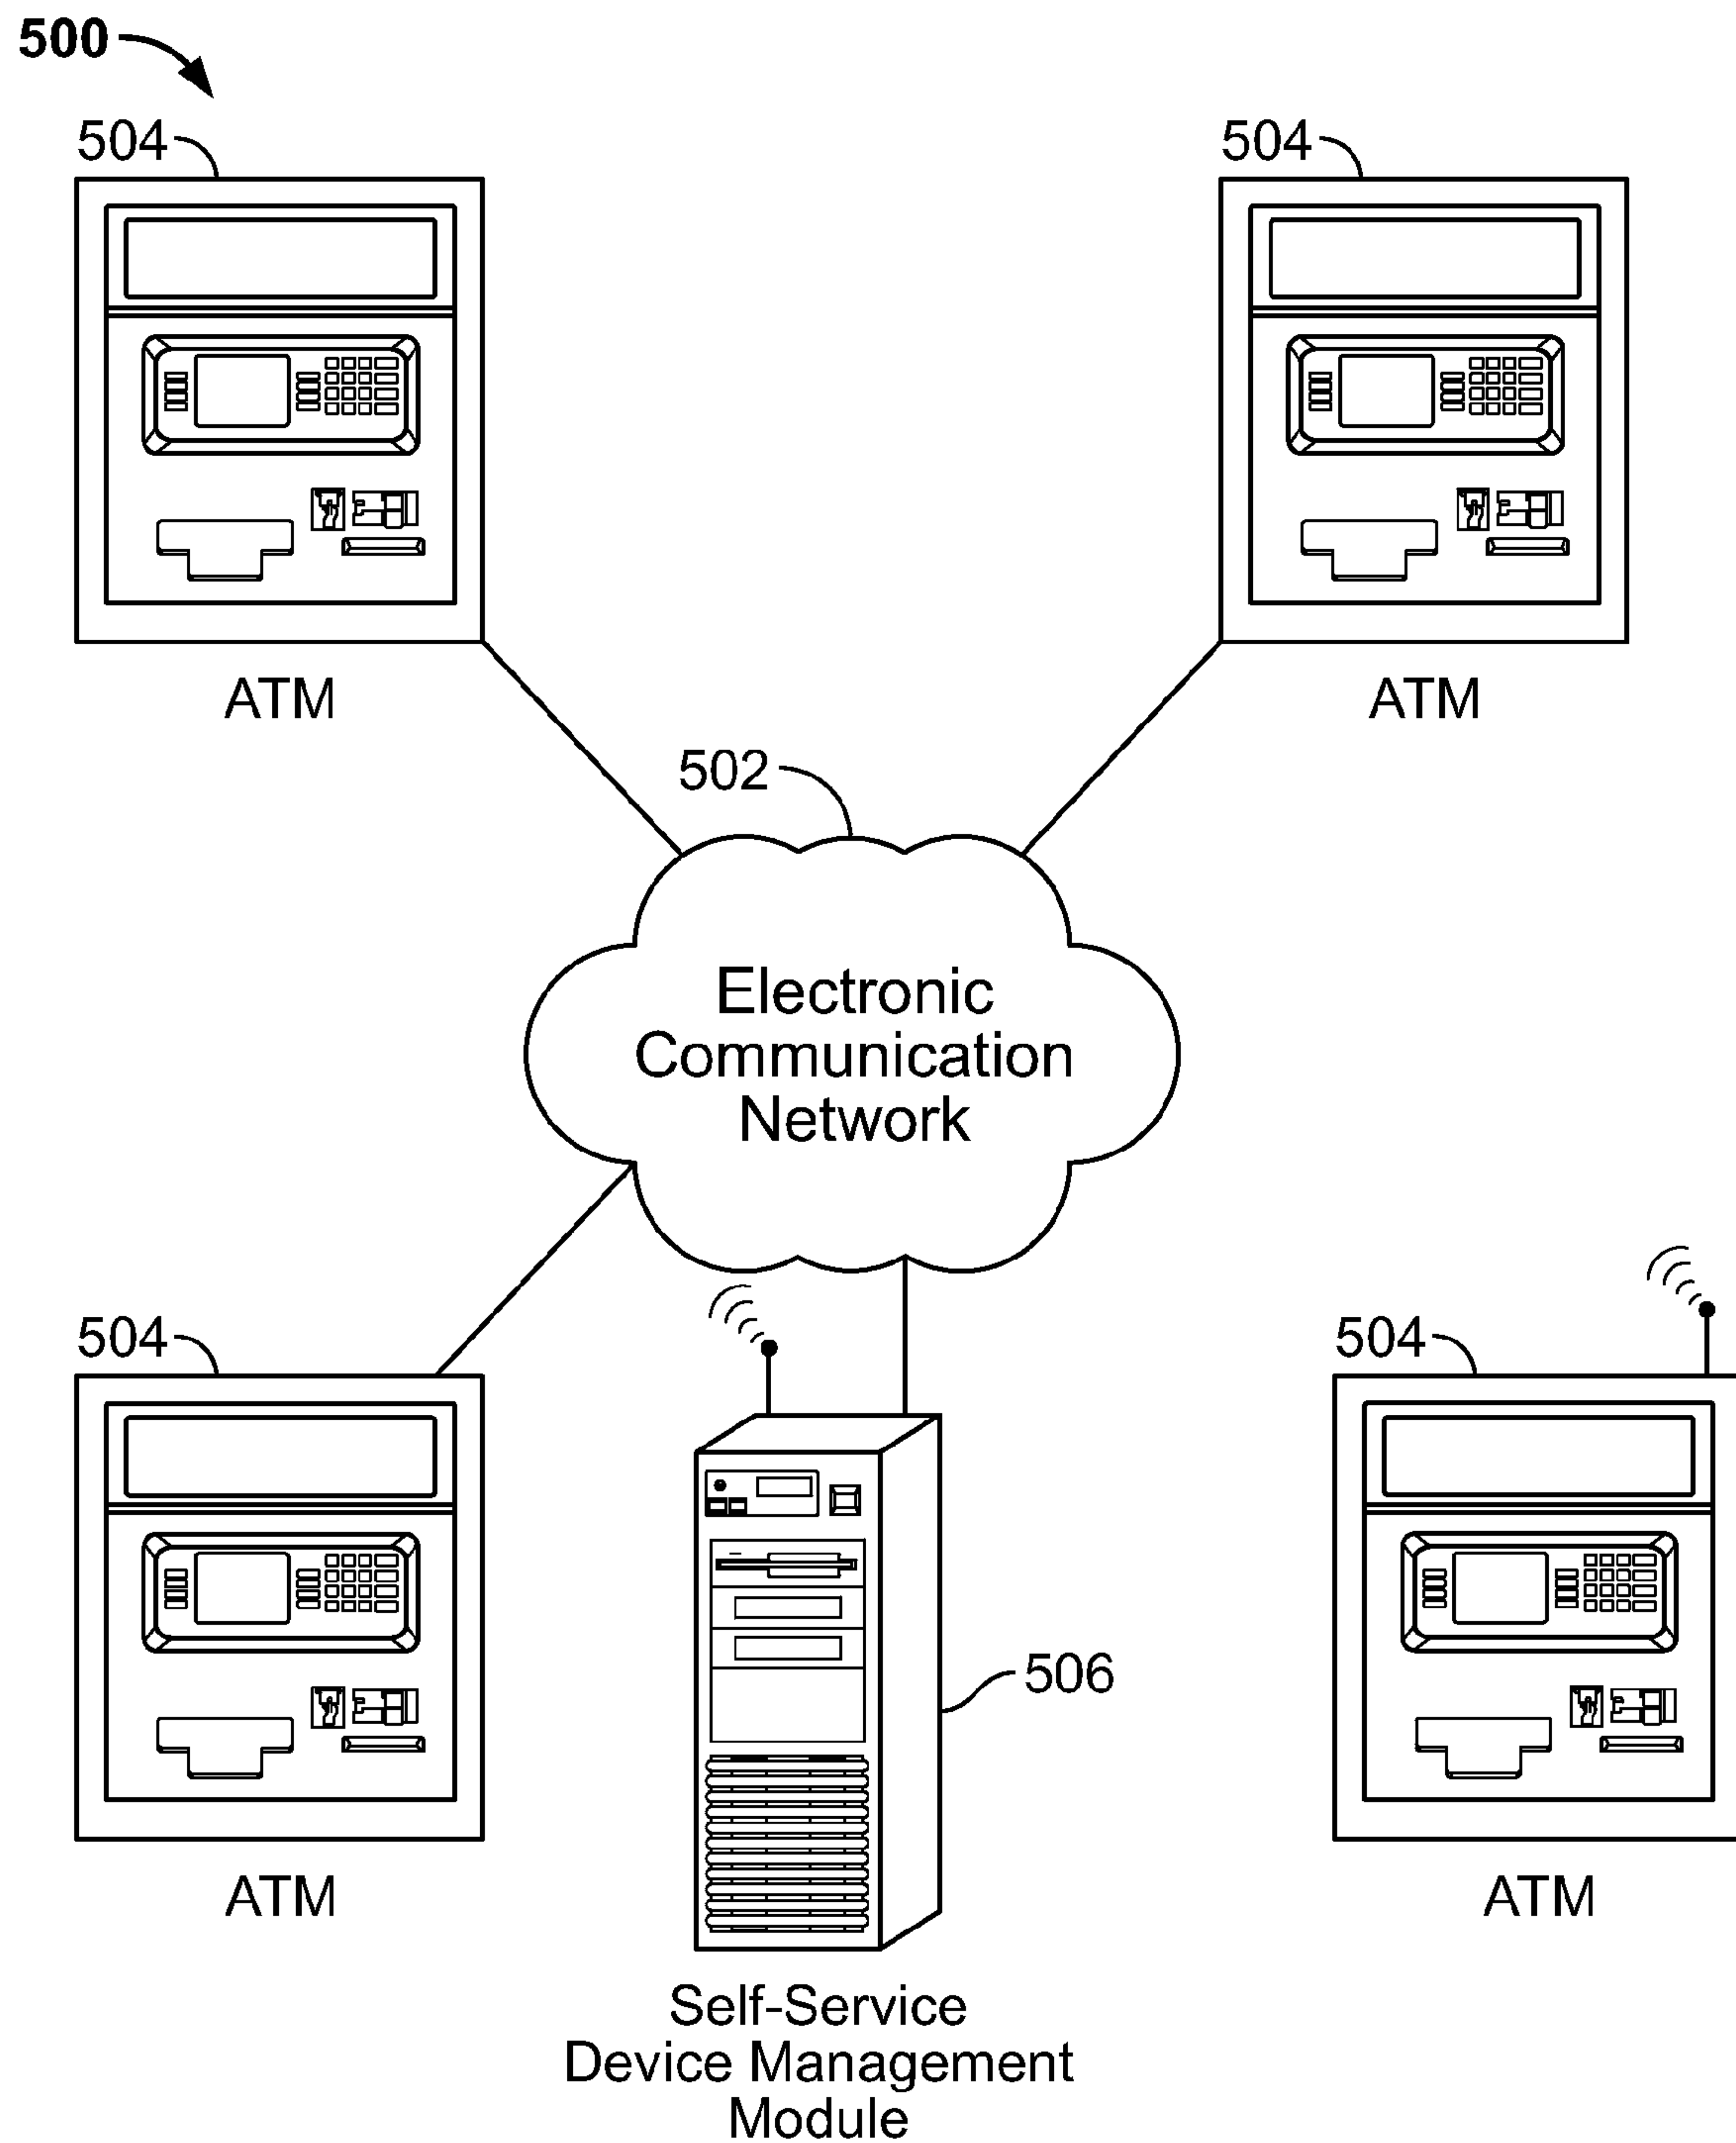 500
504
504
ATM
ATM
502
Electronic
Communication
Network
504
504
506
ATM
ATM
Self-Service
Device Management
Module